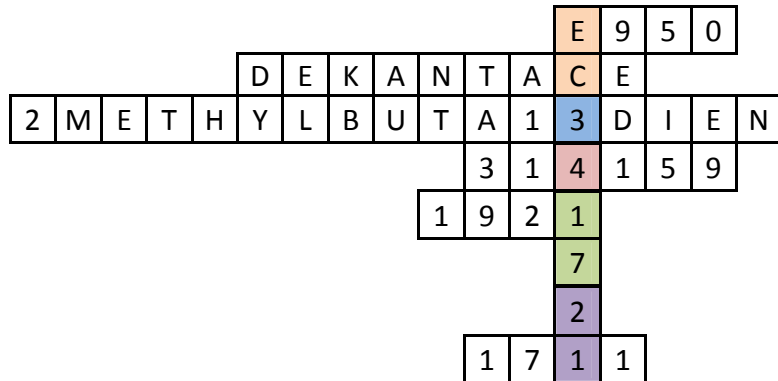 E950
DEKANTACE
2METHYLBUTA13DIEN
314159
1921
7
2
1711